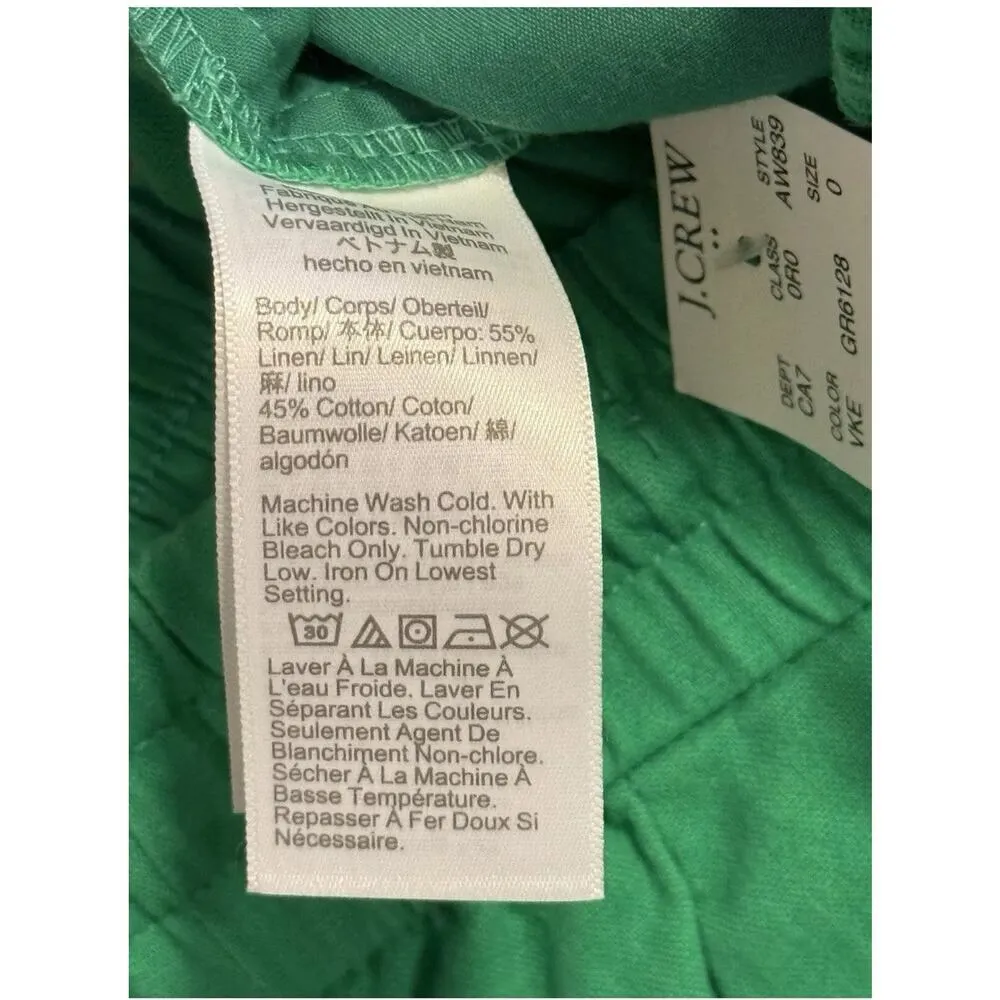 Hergestellt in Vietnam
Vervaardigd in Vietnam
ベトナム製
hecho en vietnam
Body/ Corps/ Oberteil/
Romp/ 本体/ Cuerpo: 55%
Linen/ Lin/ Leinen/ Linnen/
麻/ lino
45% Cotton/ Coton/
Baumwolle/ Katoen/ 綿/
algodón
Machine Wash Cold. With
Like Colors. Non-chlorine
Bleach Only. Tumble Dry
Low. Iron On Lowest
Setting.
30
Laver À La Machine À
L'eau Froide. Laver En
Séparant Les Couleurs.
Seulement Agent De
Blanchiment Non-chlore.
Sécher À La Machine À
Basse Température.
Repasser À Fer Doux Si
Nécessaire.
J.CREW
STYLE
AW839
SIZE
0
CLASS
0R0
DEPT
CA7
COLOR
VKE
GR6128